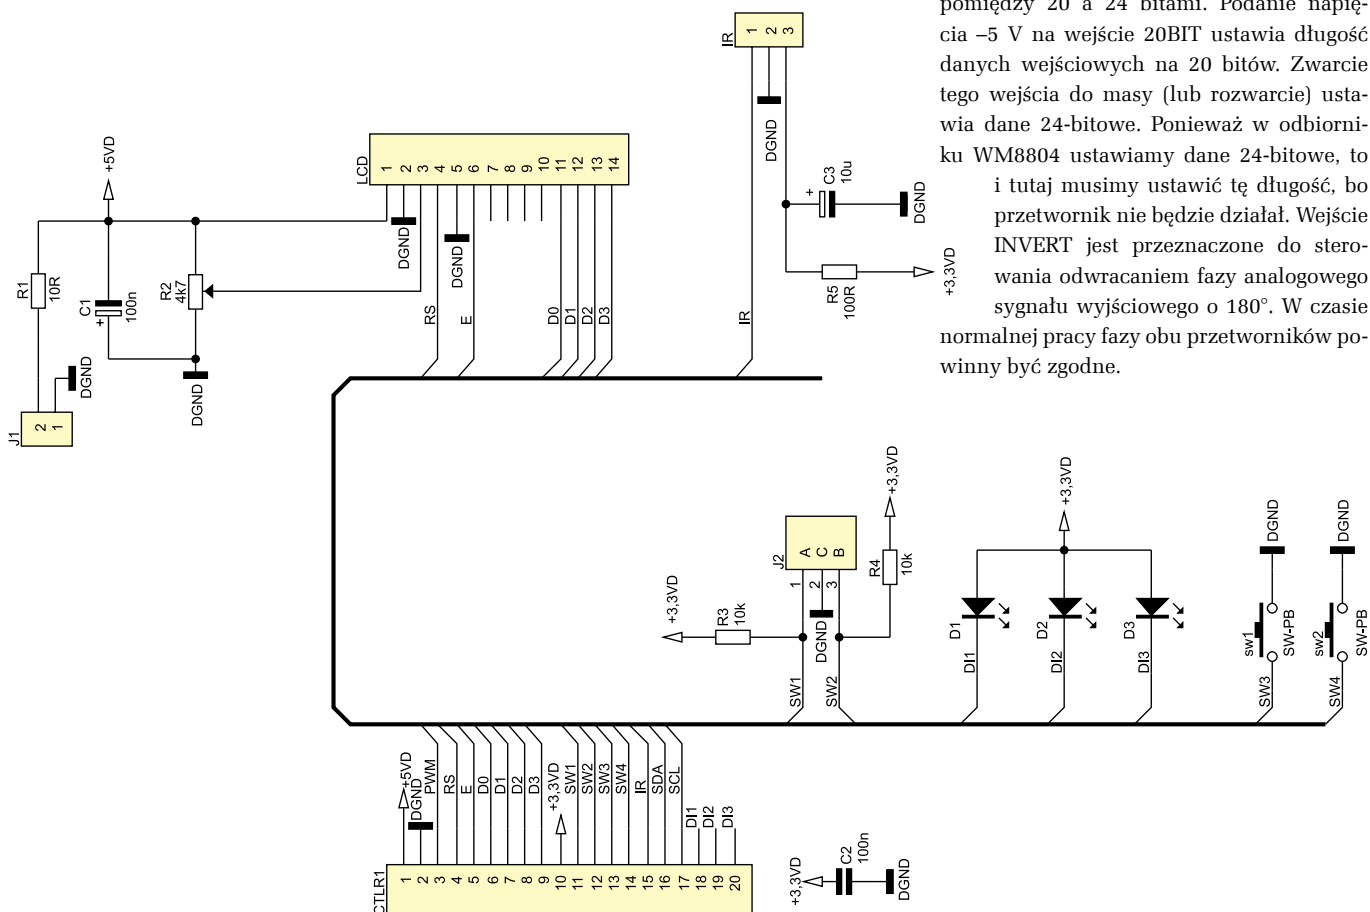 pomiędzy 20 a 24 bitami. Podanie napię-
cia –5 V na wejście 20BIT ustawia długość
danych wejściowych na 20 bitów. Zwarcie
tego wejścia do masy (lub rozwarcie) usta-
wia dane 24-bitowe. Ponieważ w odbiorni-
ku WM8804 ustawiamy dane 24-bitowe, to
i tutaj musimy ustawić tę długość, bo
przetwornik nie będzie działał. Wejście
INVERT jest przeznaczone do stero-
wania odwracaniem fazy analogowego
sygnału wyjściowego o 180°. W czasie
normalnej pracy fazy obu przetworników po-
winny być zgodne.
J1
2
1
DGND
R1
10R
C1
100n
+
+5VD
R2
4k7
DGND
LCD
1
2
3
4
5
6
7
8
9
10
11
12
13
14
DGND
DGND
RS
E
D0
D1
D2
D3
IR
1
2
3
DGND
IR
+
C3
10u
DGND
R5
100R
+3,3VD
+3,3VD
R3
10k
J2
A
C
B
1
2
3
DGND
R4
10k
+3,3VD
SW1
SW2
D1
DI1
D2
DI2
D3
DI3
+3,3VD
sw1
SW-PB
SW3
DGND
sw2
SW-PB
SW4
DGND
CTLR1
1
2
3
4
5
6
7
8
9
10
11
12
13
14
15
16
17
18
19
20
+5VD
DGND
PWM
RS
E
D0
D1
D2
D3
+3,3VD
SW1
SW2
SW3
SW4
IR
SDA
SCL
DI1
DI2
DI3
+3,3VD
C2
100n
DGND